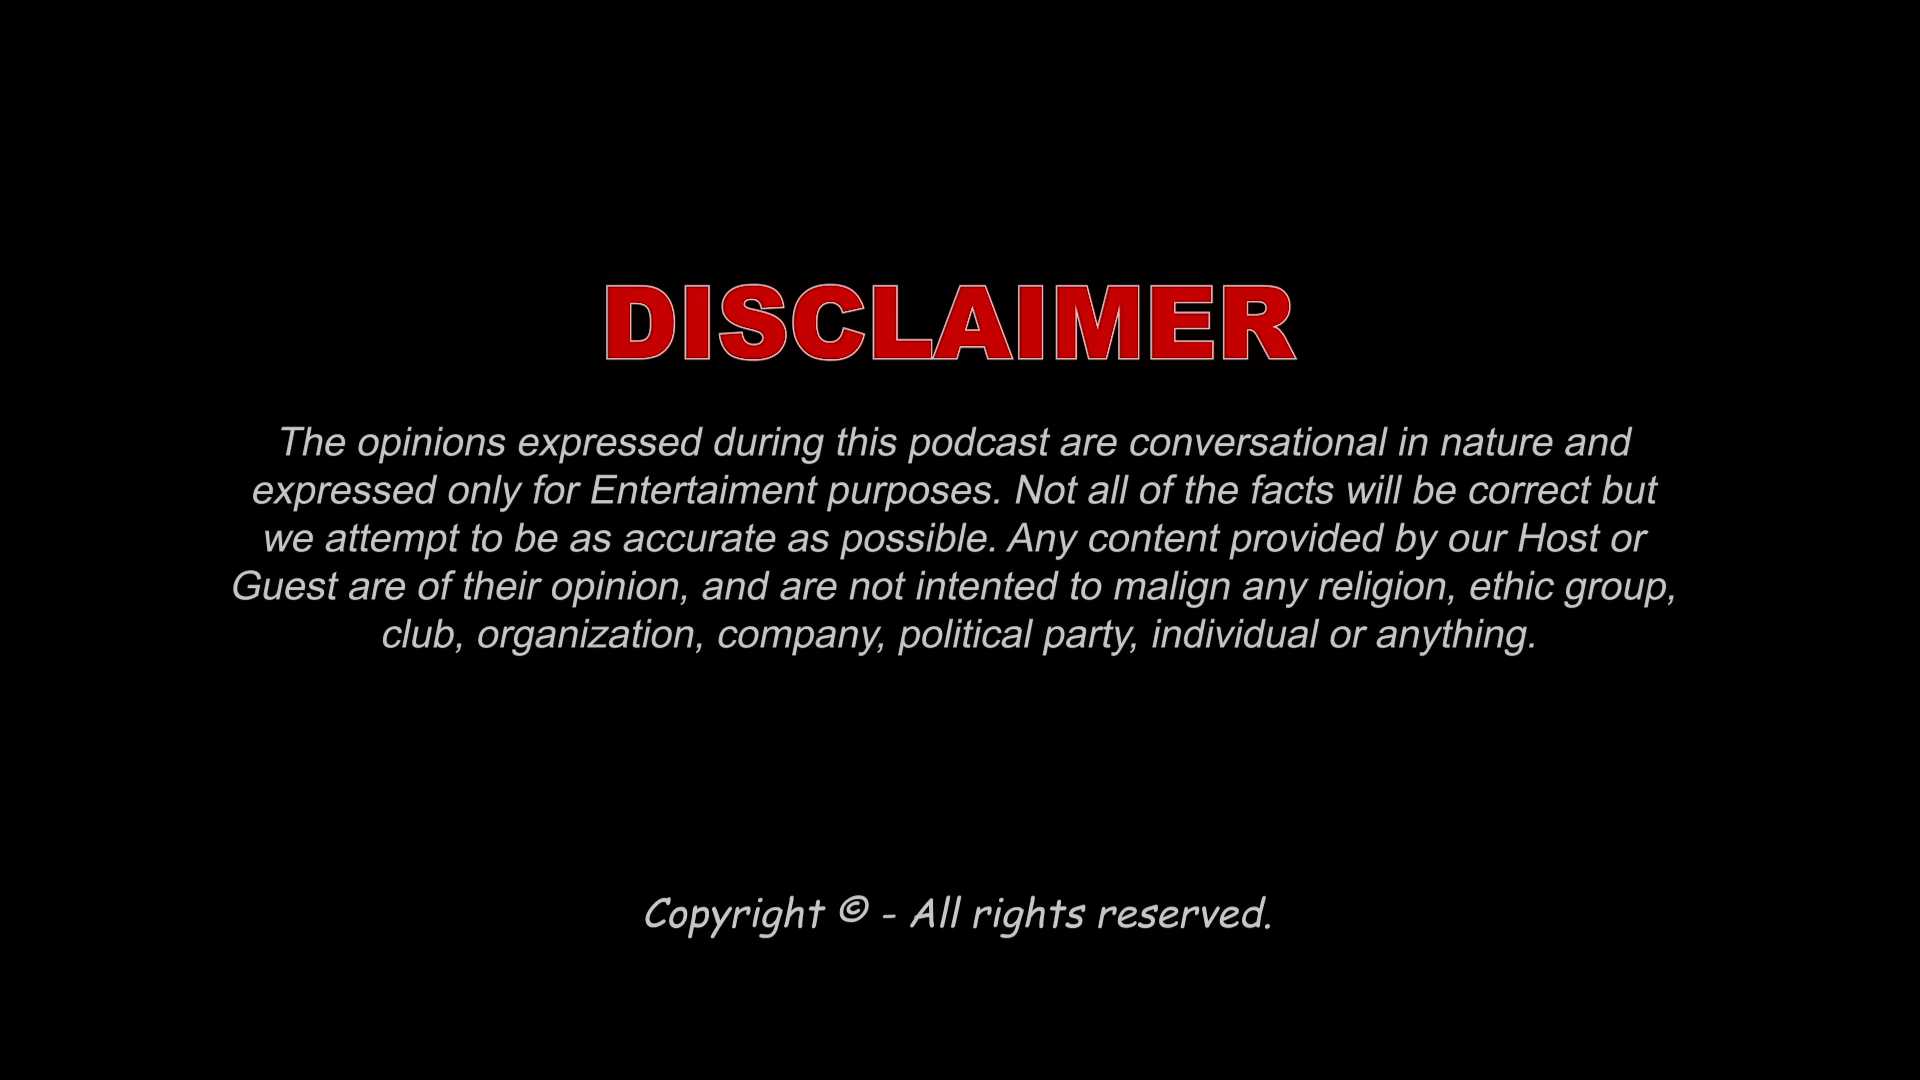 DISCLAIMER
The opinions expressed during this podcast are conversational in nature and
expressed only for Entertaiment purposes. Not all of the facts will be correct but
we attempt to be as accurate as possible. Any content provided by our Host or
Guest are of their opinion, and are not intented to malign any religion, ethic group,
club, organization, company, political party, individual or anything.
Copyright © - All rights reserved.